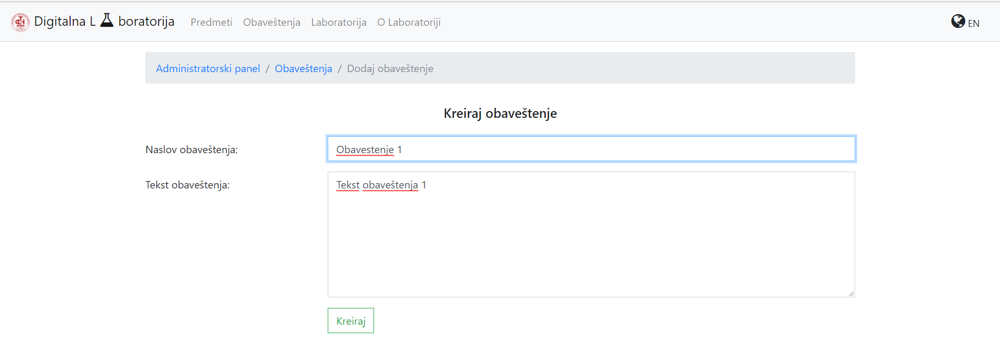 Digitalna L boratorija Predmeti Obaveštenja Laboratorija O Laboratoriji EN
Administratorski panel / Obaveštenja / Dodaj obaveštenje
Kreiraj obaveštenje
Naslov obaveštenja: Obavestenje 1
Tekst obaveštenja: Tekst obaveštenja 1
Kreiraj